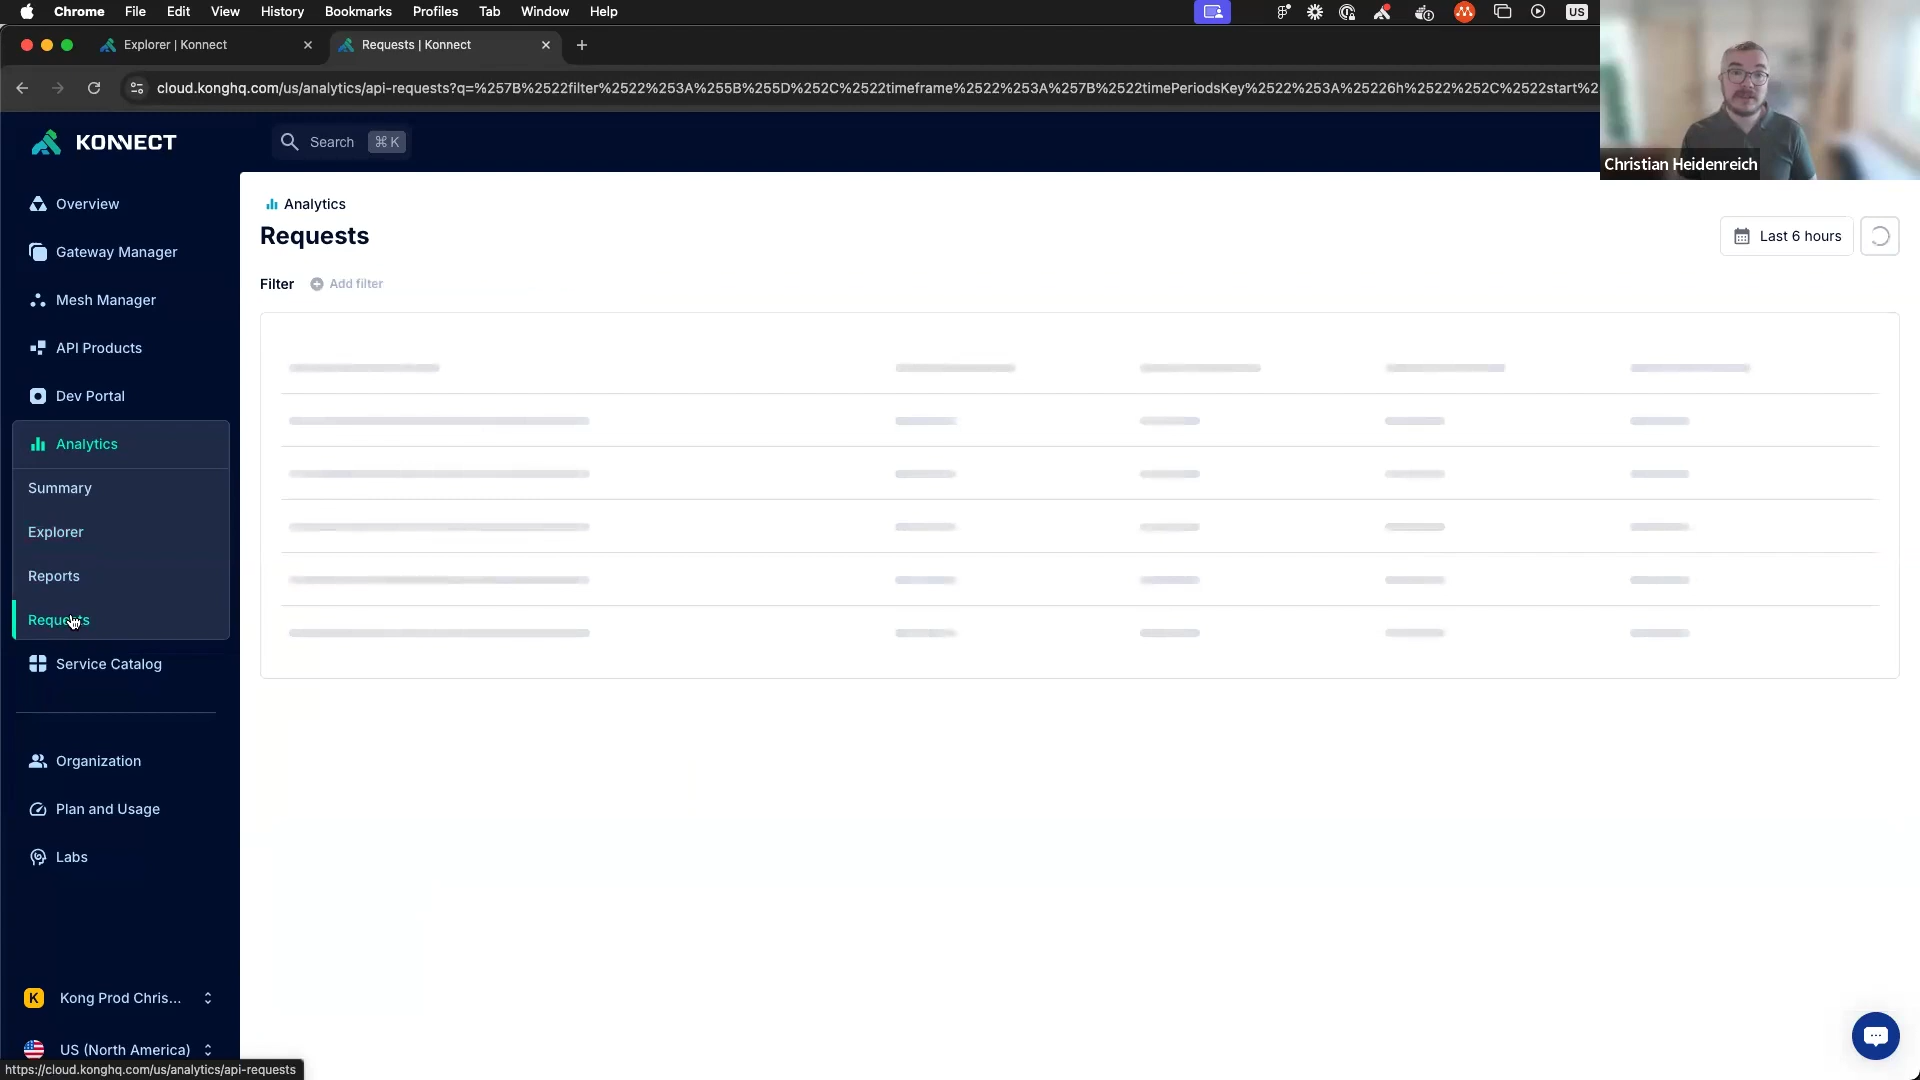 Chrome File Edit View History Bookmarks Profiles Tab Window Help US
Explorer | Konnect
Requests | Konnect
cloud.konghq.com/us/analytics/api-requests?q=%257B%2522filter%2522%253A%255B%255D%252C%2522timeframe%2522%253A%257B%2522timePeriodsKey%2522%253A%25226h%2522%252C%2522start%2
Christian Heidenreich
KONNECT
Search ⌘ K
Overview
Gateway Manager
Mesh Manager
API Products
Dev Portal
Analytics
Summary
Explorer
Reports
Requests
Service Catalog
Organization
Plan and Usage
Labs
K Kong Prod Chris...
US (North America)
https://cloud.konghq.com/us/analytics/api-requests
Analytics
Requests
Last 6 hours
Filter Add filter